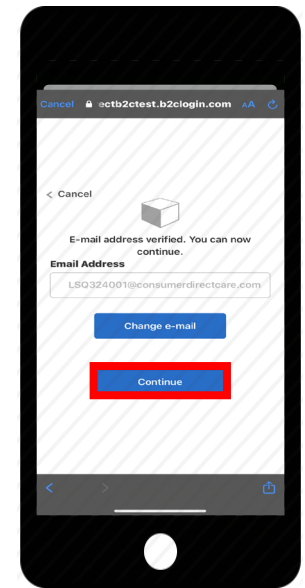 Cancel ectb2ctest.b2clogin.com AA
< Cancel
E-mail address verified. You can now
continue.
Email Address
LSQ324001@consumerdirectcare.com
Change e-mail
Continue